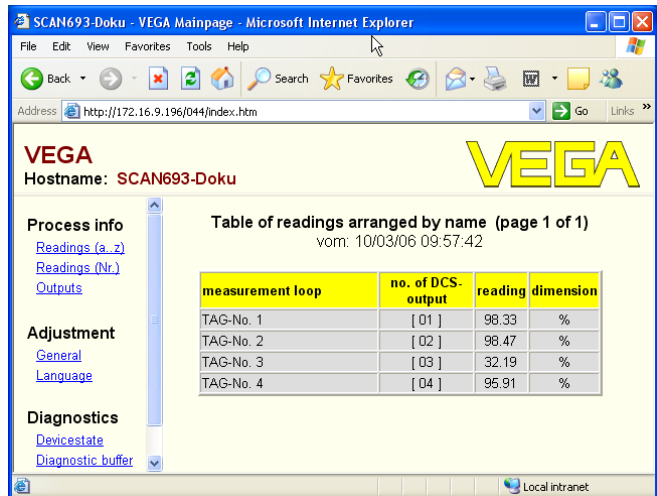 SCAN693-Doku - VEGA Mainpage - Microsoft Internet Explorer
File Edit View Favorites Tools Help
Back Search Favorites
Address http://172.16.9.196/044/index.htm Go Links »
VEGA
Hostname: SCAN693-Doku
VEGA
Process info
Readings (a..z)
Readings (Nr.)
Outputs
Adjustment
General
Language
Diagnostics
Devicestate
Diagnostic buffer
Table of readings arranged by name (page 1 of 1)
vom: 10/03/06 09:57:42
measurement loop no. of DCS-output reading dimension
TAG-No. 1 [ 01 ] 98.33 %
TAG-No. 2 [ 02 ] 98.47 %
TAG-No. 3 [ 03 ] 32.19 %
TAG-No. 4 [ 04 ] 95.91 %
Local intranet